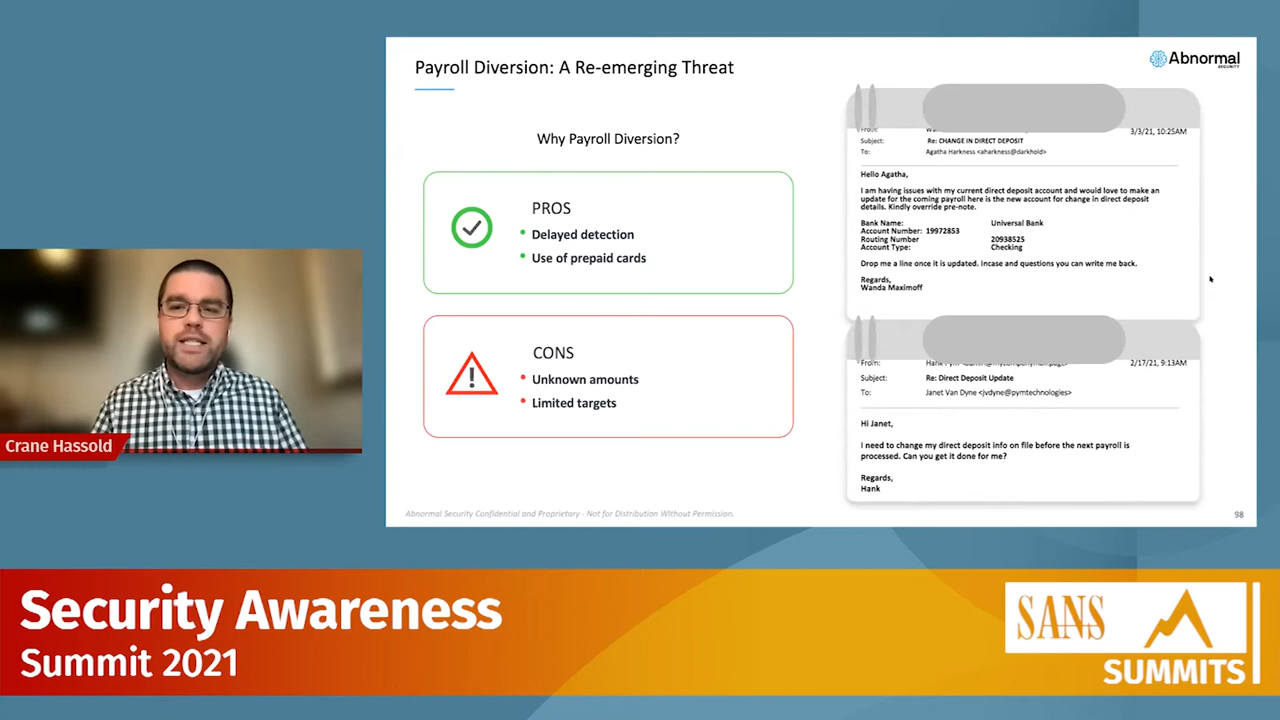 Payroll Diversion: A Re-emerging Threat
Abnormal
SECURITY
Why Payroll Diversion?
PROS
• Delayed detection
• Use of prepaid cards
CONS
• Unknown amounts
• Limited targets
From:
3/3/21, 10:25AM
Subject: Re: CHANGE IN DIRECT DEPOSIT
To: Agatha Harkness <aharkness@darkhold>
Hello Agatha,
I am having issues with my current direct deposit account and would love to make an
update for the coming payroll here is the new account for change in direct deposit
details. Kindly override pre-note.
Bank Name: Universal Bank
Account Number: 19972853
Routing Number 20938525
Account Type: Checking
Drop me a line once it is updated. Incase and questions you can write me back.
Regards,
Wanda Maximoff
From: 2/17/21, 9:13AM
Subject: Re: Direct Deposit Update
To: Janet Van Dyne <jvdyne@pymtechnologies>
Hi Janet,
I need to change my direct deposit info on file before the next payroll is
processed. Can you get it done for me?
Regards,
Hank
Abnormal Security Confidential and Proprietary - Not for Distribution Without Permission.
98
Crane Hassold
Security Awareness
Summit 2021
SANS
SUMMITS